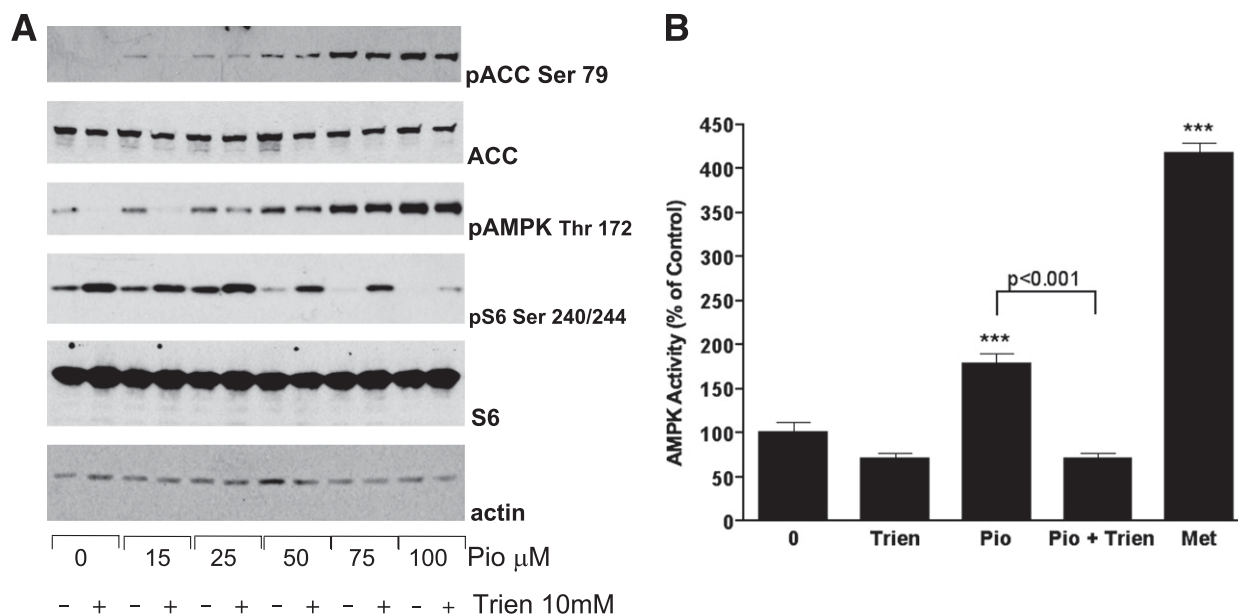 A
pACC Ser 79
ACC
pAMPK Thr 172
pS6 Ser 240/244
S6
actin
0 15 25 50 75 100 Pio μM
– + – + – + – + – + – + Trien 10mM
B
AMPK Activity (% of Control)
450
400
350
300
250
200
150
100
50
0
***
p<0.001
***
0 Trien Pio Pio + Trien Met